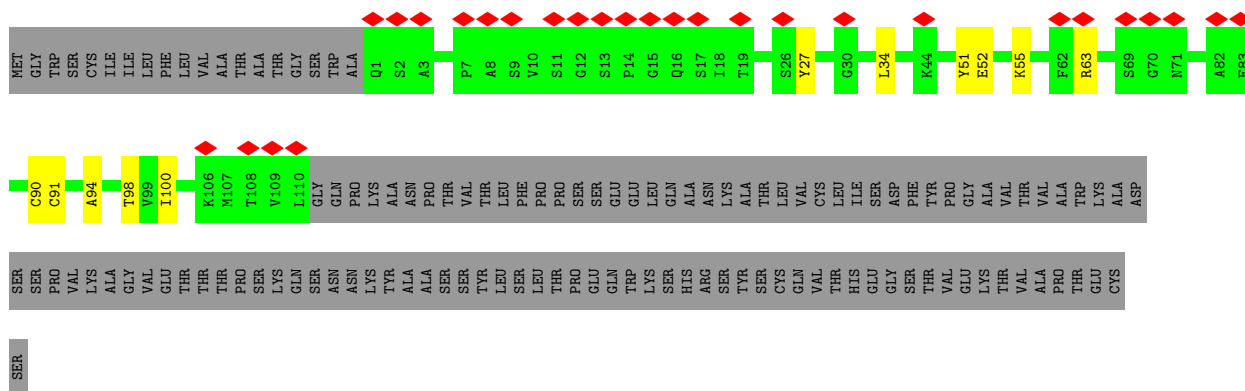 MET GLY TRP SER CYS ILE ILE LEU PHE LEU VAL ALA THR ALA THR GLY SER TRP ALA Q1 S2 A3 P7 A8 S9 V10 S11 G12 S13 P14 G15 Q16 S17 I18 T19 S26 Y27 G30 L34 K44 Y51 E52 K55 F62 R63 S69 G70 N71 A82 E83
C90 C91 A94 T98 V99 I100 K106 M107 T108 V109 L110 GLY GLN PRO LYS ALA ASN PRO THR VAL THR LEU PHE PRO PRO SER SER GLU GLU LEU GLN ALA ASN LYS ALA THR LEU VAL CYS LEU ILE SER ASP PHE TYR PRO GLY ALA VAL THR VAL ALA TRP LYS ALA ASP
SER SER PRO VAL LYS ALA GLY VAL GLU THR THR THR PRO SER LYS GLN SER ASN ASN LYS TYR ALA ALA SER SER TYR LEU SER LEU THR PRO GLU GLN TRP LYS SER HIS ARG SER TYR SER CYS GLN VAL THR HIS GLU GLY SER THR VAL GLU LYS THR VAL ALA PRO THR GLU CYS
SER